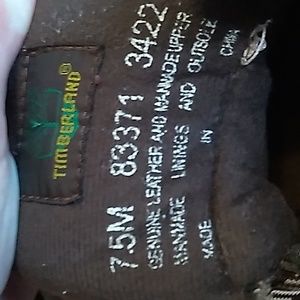 TIMBERLAND®
7.5M 83371 3422
GENUINE LEATHER AND MANMADE UPPER
MANMADE LININGS AND OUTSOLE
MADE IN CHINA